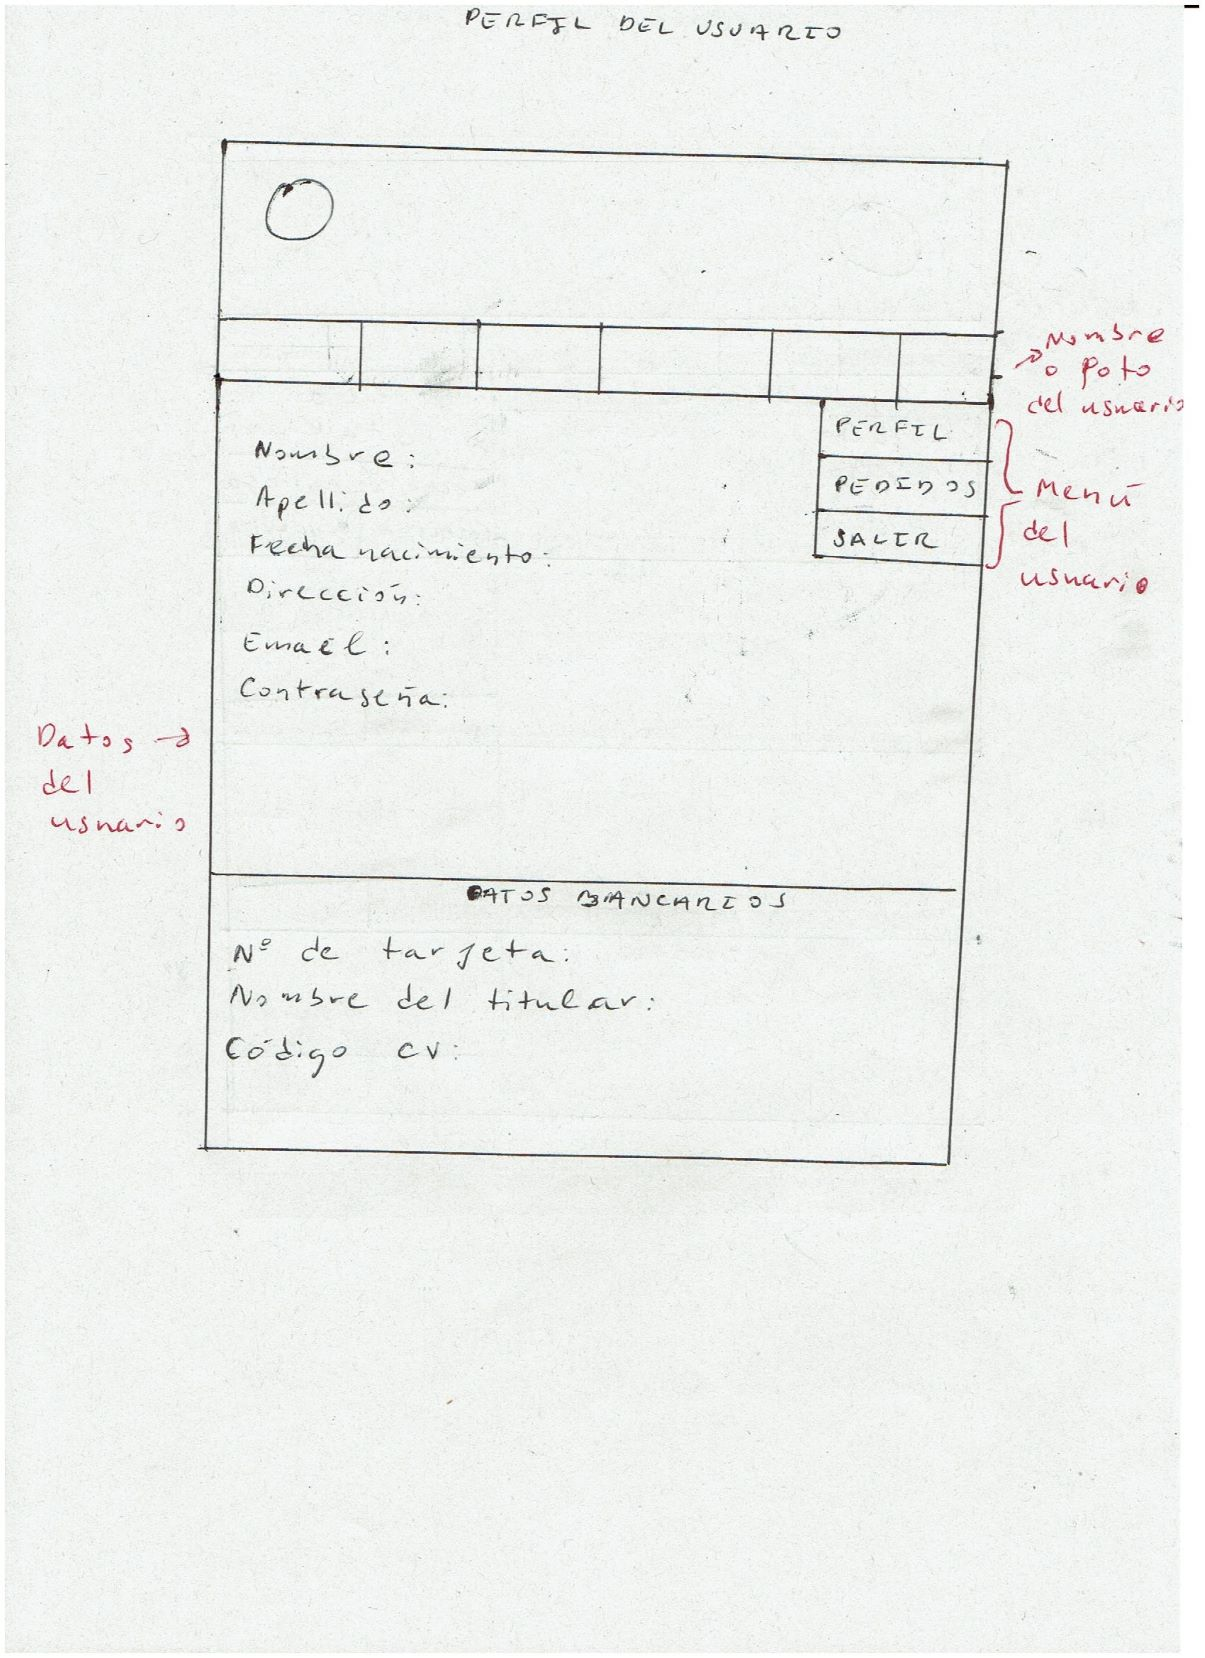 PERFIL DEL USUARIO
Nombre
o Foto
del usuario
PERFIL
PEDIDOS
SALIR
Menú
del
usuario
Nombre:
Apellido:
Fecha nacimiento:
Dirección:
Email:
Contraseña:
Datos
del
usuario
DATOS BANCARIOS
Nº de tarjeta:
Nombre del titular:
Código CV: